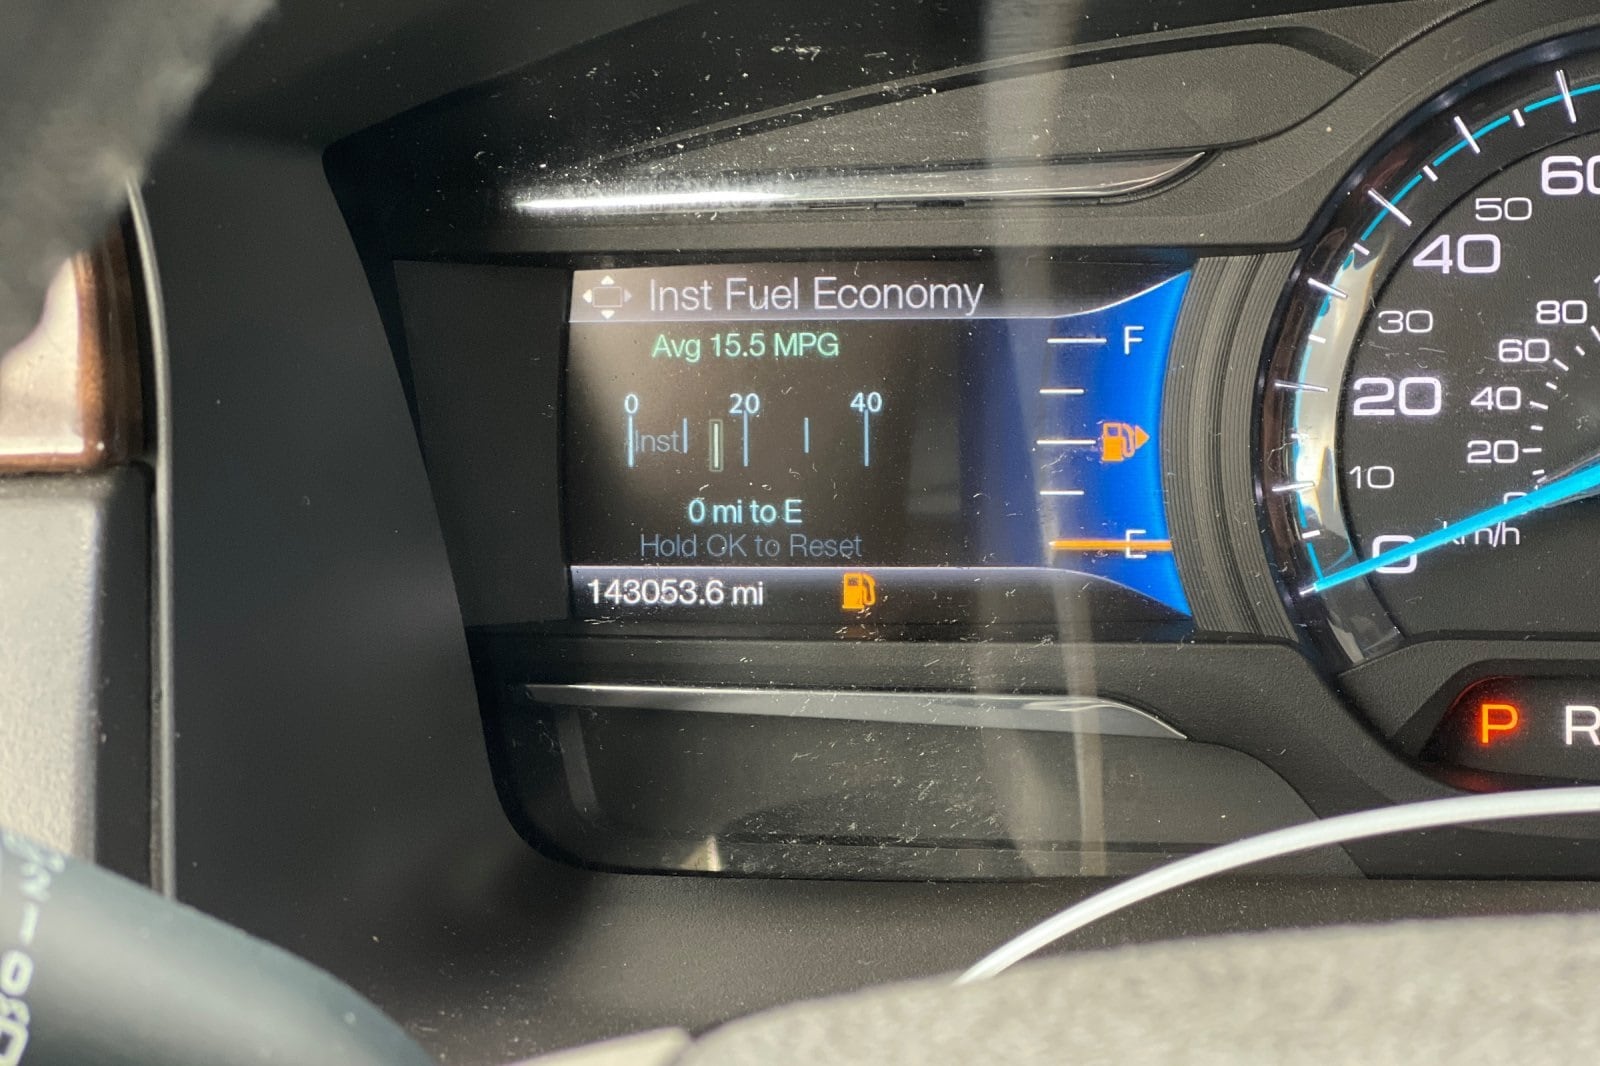 Inst Fuel Economy
Avg 15.5 MPG
0 20 40
Inst
0 mi to E
Hold OK to Reset
143053.6 mi
F
E
60
50
40
30
20
10
0
80
60
40
20
km/h
P R